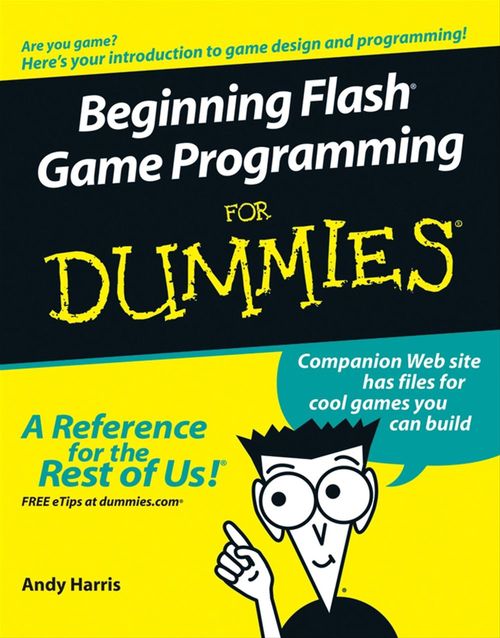 Are you game?
Here's your introduction to game design and programming!
Beginning Flash®
Game Programming
FOR
DUMMIES®
Companion Web site
has files for
cool games you
can build
A Reference
for the
Rest of Us!®
FREE eTips at dummies.com®
Andy Harris